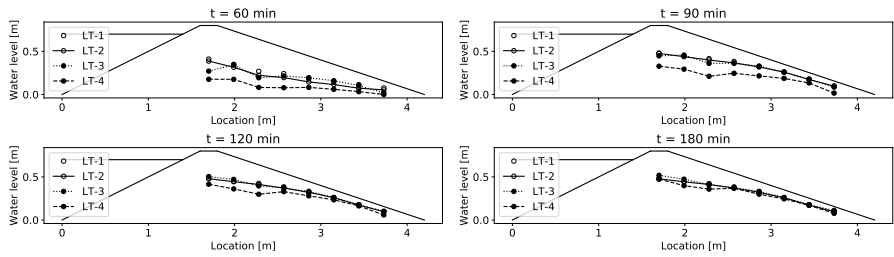 t = 60 min
Water level [m]
0.5
0.0
LT-1
LT-2
LT-3
LT-4
0 1 2 3 4
Location [m]
t = 90 min
Water level [m]
0.5
0.0
LT-1
LT-2
LT-3
LT-4
0 1 2 3 4
Location [m]
t = 120 min
Water level [m]
0.5
0.0
LT-1
LT-2
LT-3
LT-4
0 1 2 3 4
Location [m]
t = 180 min
Water level [m]
0.5
0.0
LT-1
LT-2
LT-3
LT-4
0 1 2 3 4
Location [m]